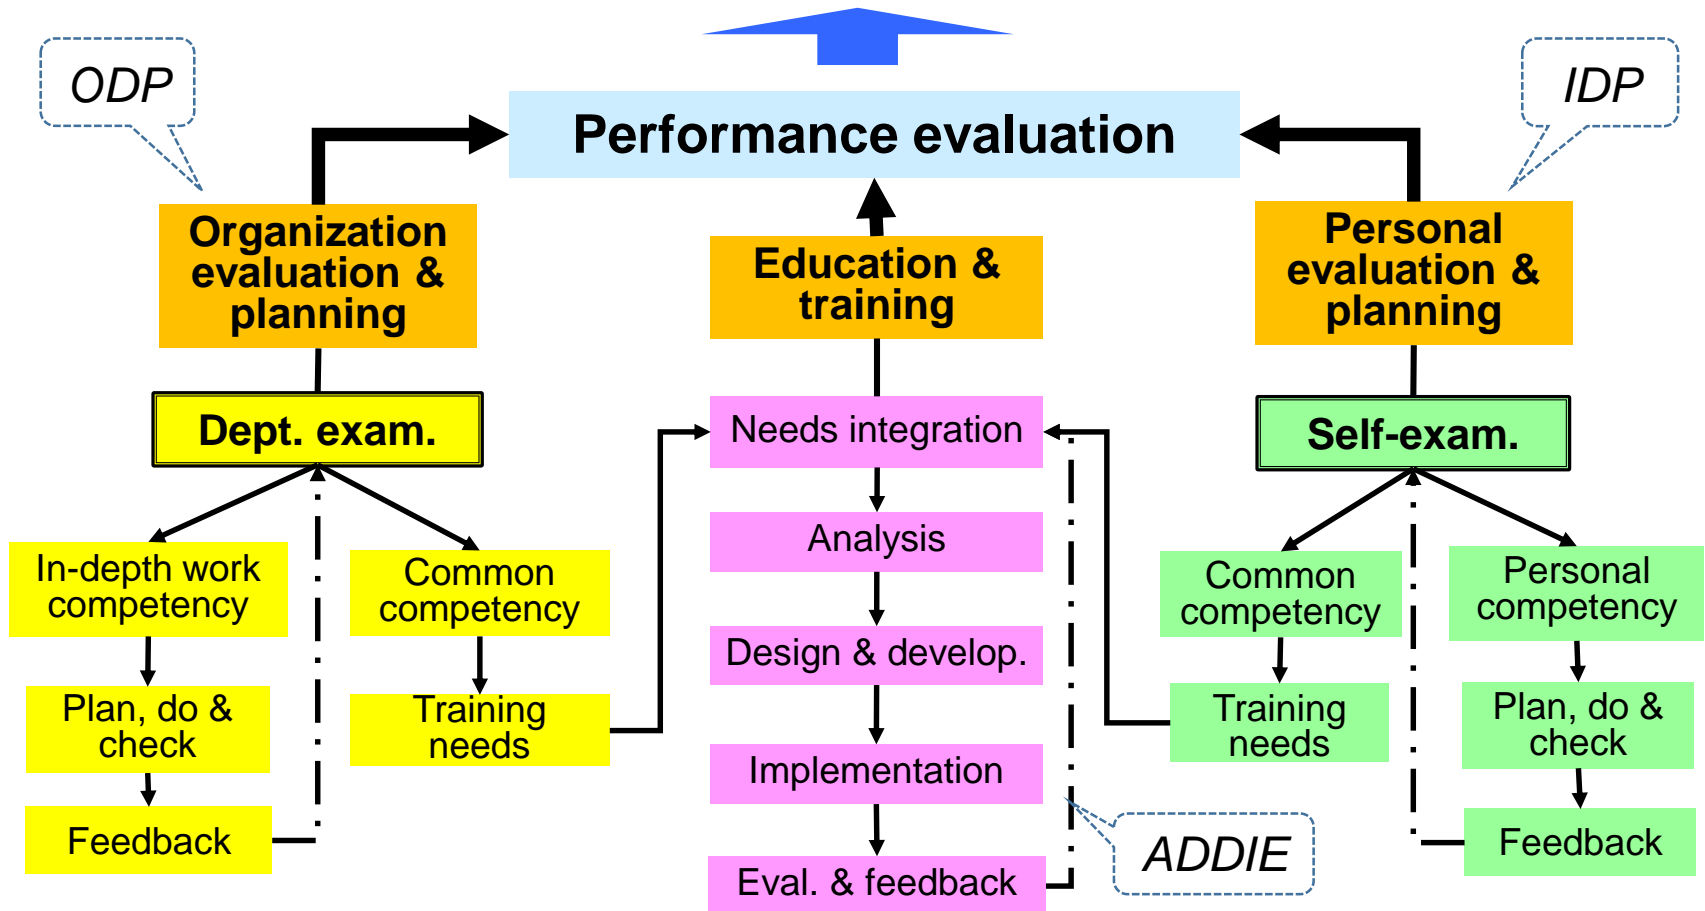 ODP
IDP
Performance evaluation
Organization
evaluation &
planning
Education &
training
Personal
evaluation &
planning
Dept. exam.
Needs integration
Self-exam.
In-depth work
competency
Common
competency
Analysis
Common
competency
Personal
competency
Plan, do &
check
Training
needs
Design & develop.
Training
needs
Plan, do &
check
Implementation
Feedback
ADDIE
Feedback
Eval. & feedback